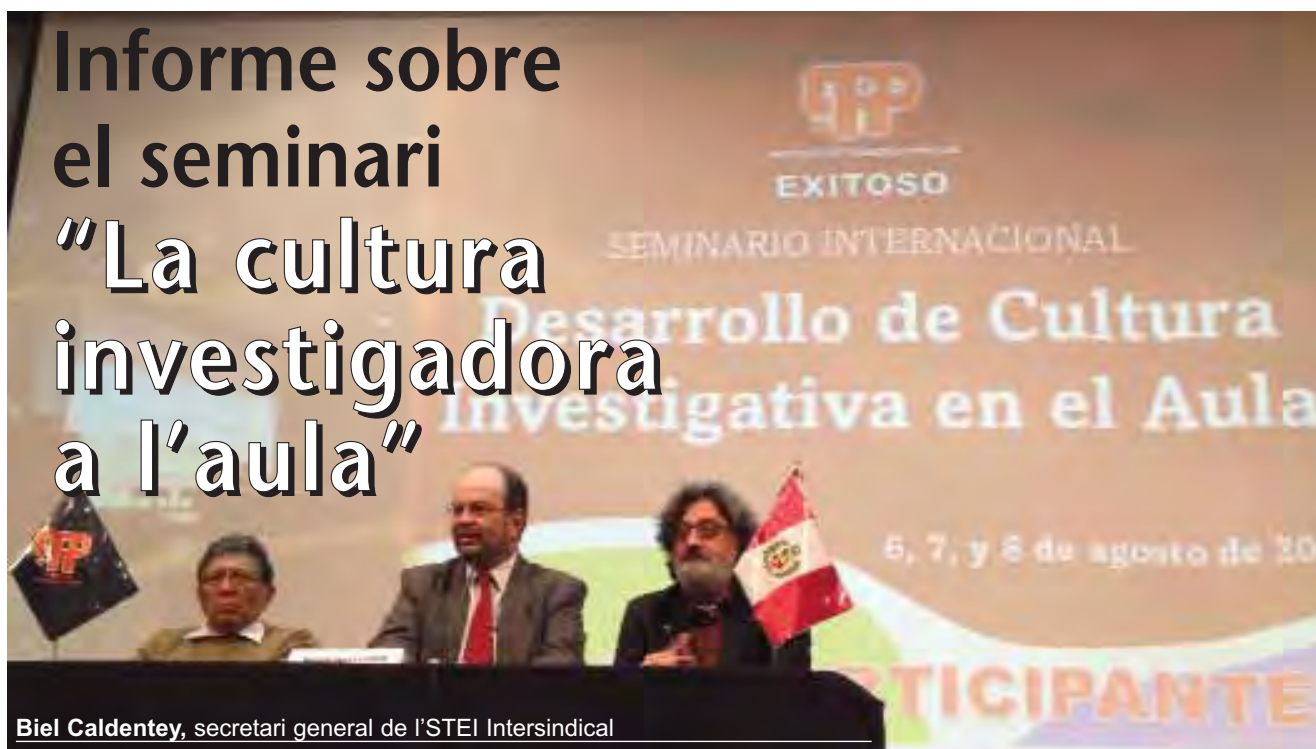 Informe sobre
el seminari
“La cultura
investigadora
a l’aula”
EXITOSO
SEMINARIO INTERNACIONAL
Desarrollo de Cultura
Investigativa en el Aula
6, 7, y 8 de agosto de 20
TICIPANTE
Biel Caldentey, secretari general de l’STEI Intersindical